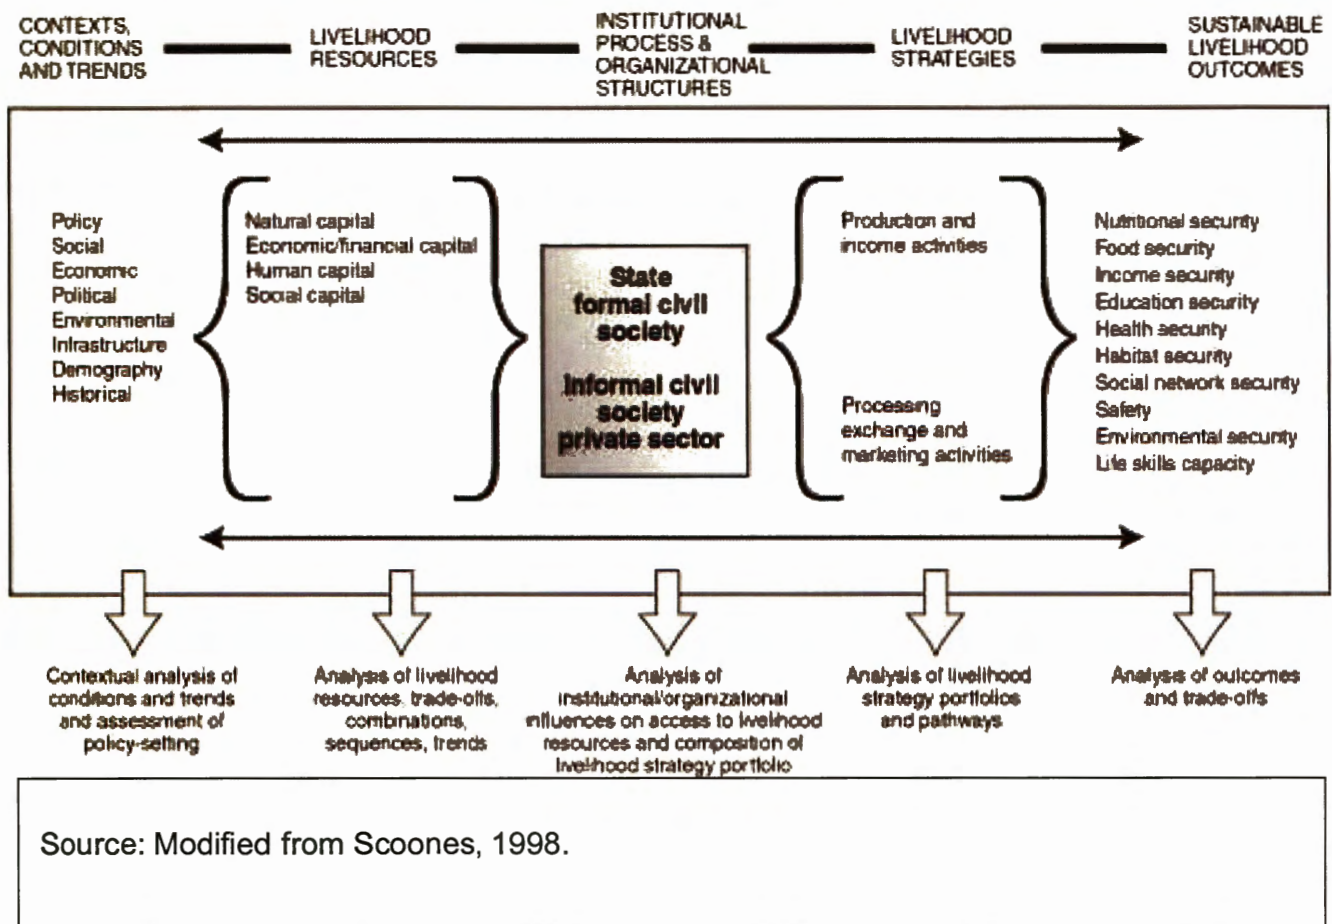 CONTEXTS,
CONDITIONS
AND TRENDS
LIVELIHOOD
RESOURCES
INSTITUTIONAL
PROCESS &
ORGANIZATIONAL
STRUCTURES
LIVELIHOOD
STRATEGIES
SUSTAINABLE
LIVELIHOOD
OUTCOMES
Policy
Social
Economic
Political
Environmental
Infrastructure
Demography
Historical
Natural capital
Economic/financial capital
Human capital
Social capital
State
formal civil
society
Informal civil
society
private sector
Production and
income activities
Processing
exchange and
marketing activities
Nutritional security
Food security
Income security
Education security
Health security
Habitat security
Social network security
Safety
Environmental security
Life skills capacity
Contextual analysis of
conditions and trends
and assessment of
policy-setting
Analysis of livelihood
resources, trade-offs,
combinations,
sequences, trends
Analysis of
institutional/organizational
influences on access to livelihood
resources and composition of
livelihood strategy portfolio
Analysis of livelihood
strategy portfolios
and pathways
Analysis of outcomes
and trade-offs
Source: Modified from Scoones, 1998.